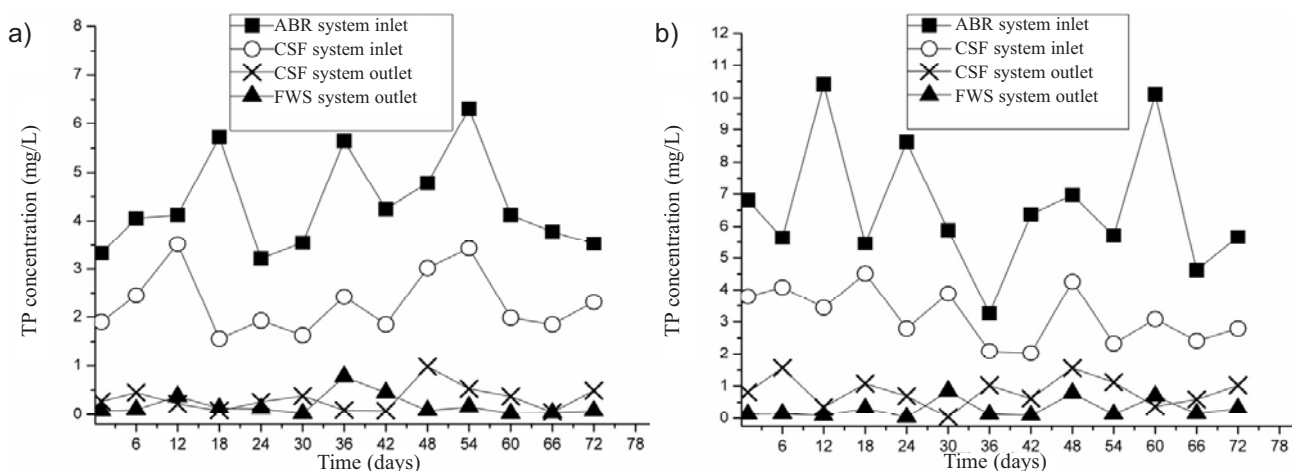 a)
ABR system inlet
CSF system inlet
CSF system outlet
FWS system outlet
TP concentration (mg/L)
8
7
6
5
4
3
2
1
0
6 12 18 24 30 36 42 48 54 60 66 72 78
Time (days)
b)
ABR system inlet
CSF system inlet
CSF system outlet
FWS system outlet
TP concentration (mg/L)
12
11
10
9
8
7
6
5
4
3
2
1
0
6 12 18 24 30 36 42 48 54 60 66 72 78
Time (days)